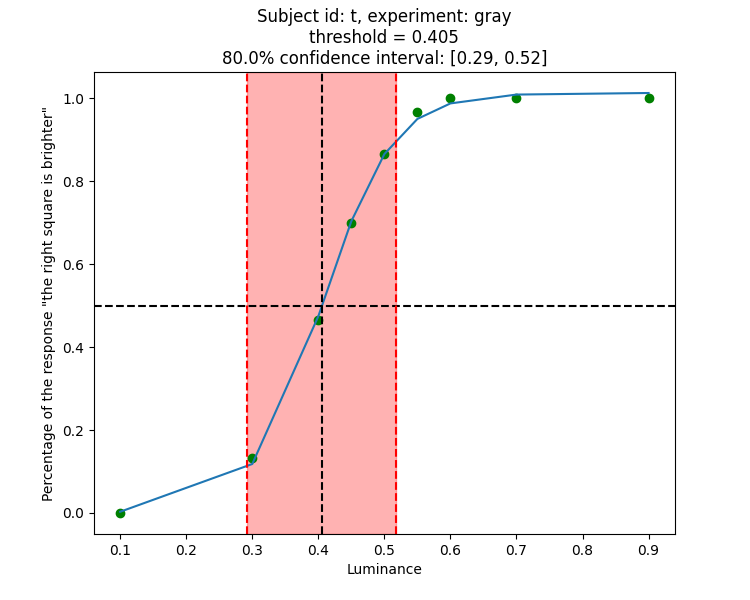 Subject id: t, experiment: gray
threshold = 0.405
80.0% confidence interval: [0.29, 0.52]
Percentage of the response "the right square is brighter"
1.0
0.8
0.6
0.4
0.2
0.0
0.1 0.2 0.3 0.4 0.5 0.6 0.7 0.8 0.9
Luminance